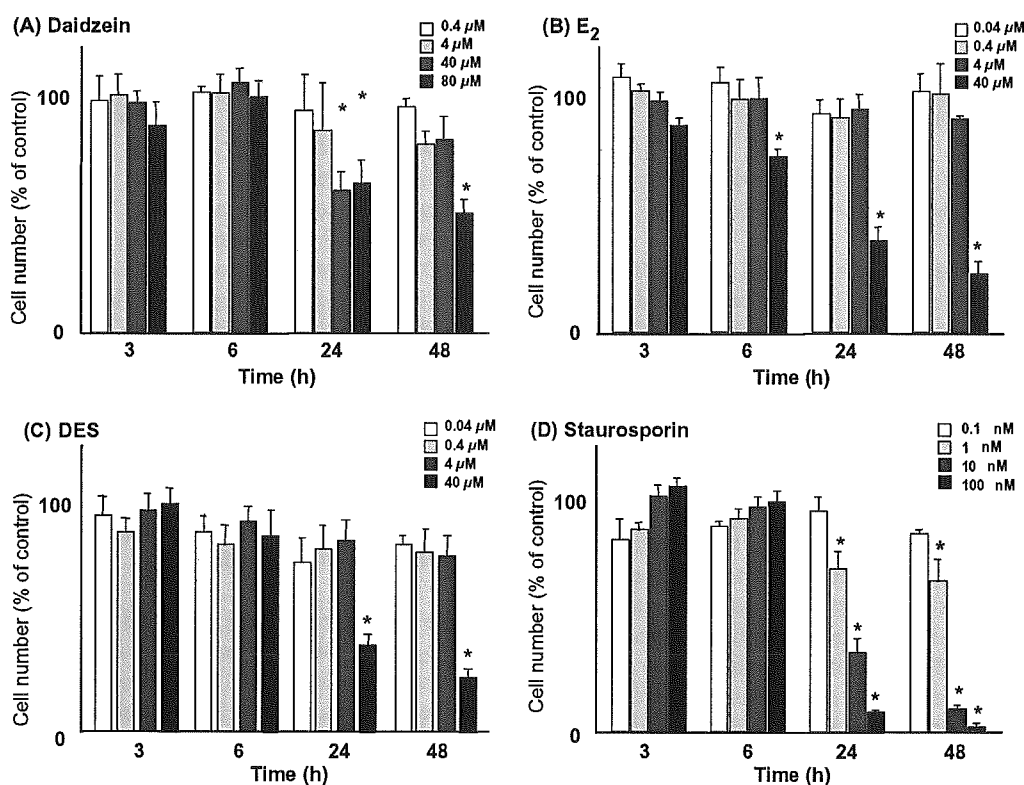 (A) Daidzein
0.4 µM
4 µM
40 µM
80 µM
100
* *
*
0
Cell number (% of control)
3 6 24 48
Time (h)
(B) E2
0.04 µM
0.4 µM
4 µM
40 µM
100
*
*
*
0
Cell number (% of control)
3 6 24 48
Time (h)
(C) DES
0.04 µM
0.4 µM
4 µM
40 µM
100
*
*
0
Cell number (% of control)
3 6 24 48
Time (h)
(D) Staurosporin
0.1 nM
1 nM
10 nM
100 nM
100
* *
*
*
*
*
0
Cell number (% of control)
3 6 24 48
Time (h)